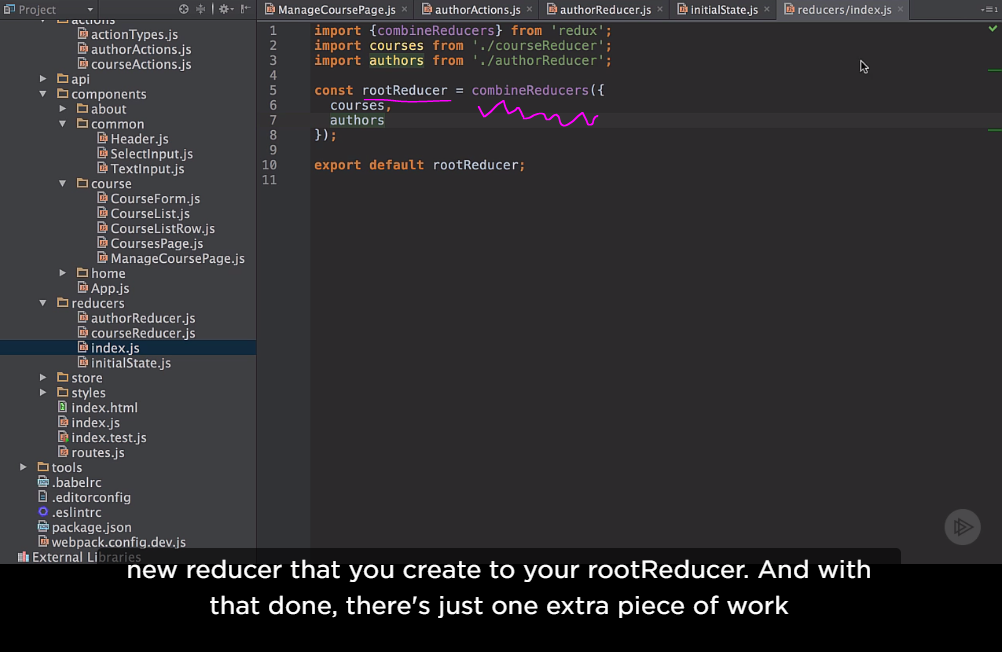 Project
ManageCoursePage.js
authorActions.js
authorReducer.js
initialState.js
reducers/index.js
actions
actionTypes.js
authorActions.js
courseActions.js
api
components
about
common
Header.js
SelectInput.js
TextInput.js
course
CourseForm.js
CourseList.js
CourseListRow.js
CoursesPage.js
ManageCoursePage.js
home
App.js
reducers
authorReducer.js
courseReducer.js
index.js
initialState.js
store
styles
index.html
index.js
index.test.js
routes.js
tools
.babelrc
.editorconfig
.eslintrc
package.json
webpack.config.dev.js
External Libraries
1 import {combineReducers} from 'redux';
2 import courses from './courseReducer';
3 import authors from './authorReducer';
4
5 const rootReducer = combineReducers({
6 courses,
7 authors
8 });
9
10 export default rootReducer;
11
new reducer that you create to your rootReducer. And with
that done, there's just one extra piece of work